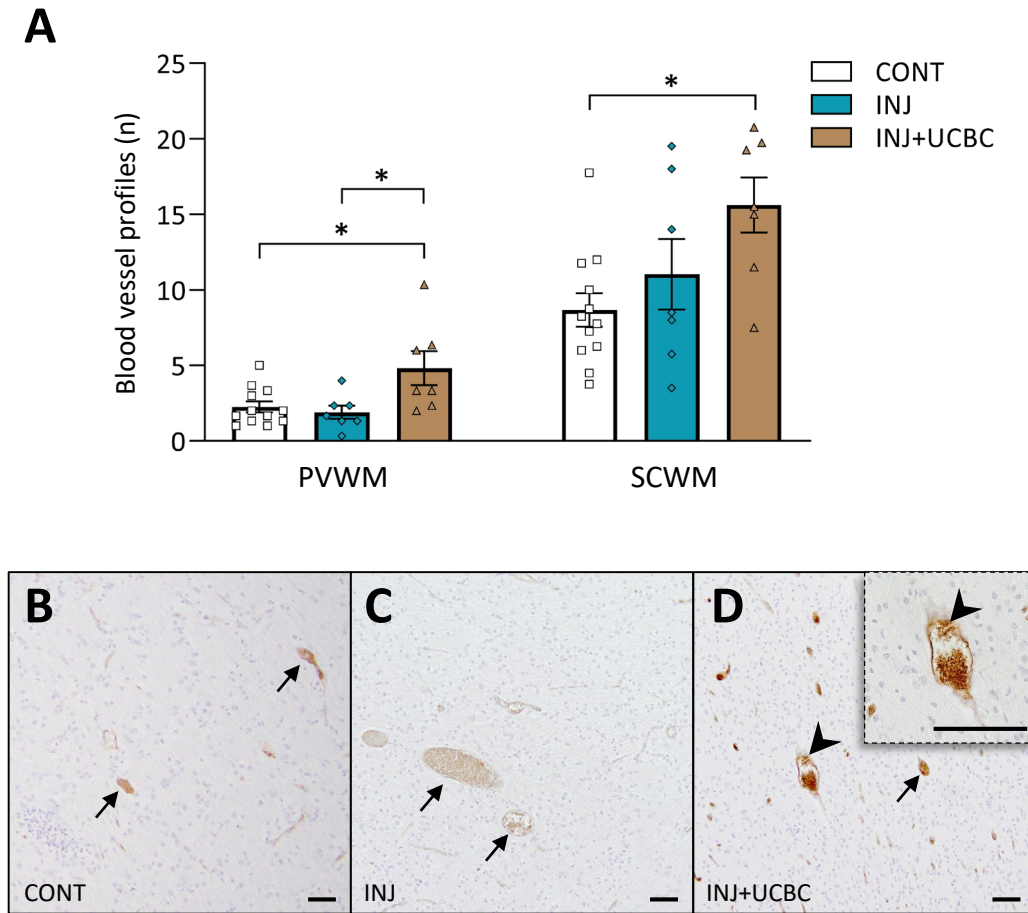 A
25
20
15
10
5
0
Blood vessel profiles (n)
*
*
*
PVWM
SCWM
CONT
INJ
INJ+UCBC
B
CONT
C
INJ
D
INJ+UCBC